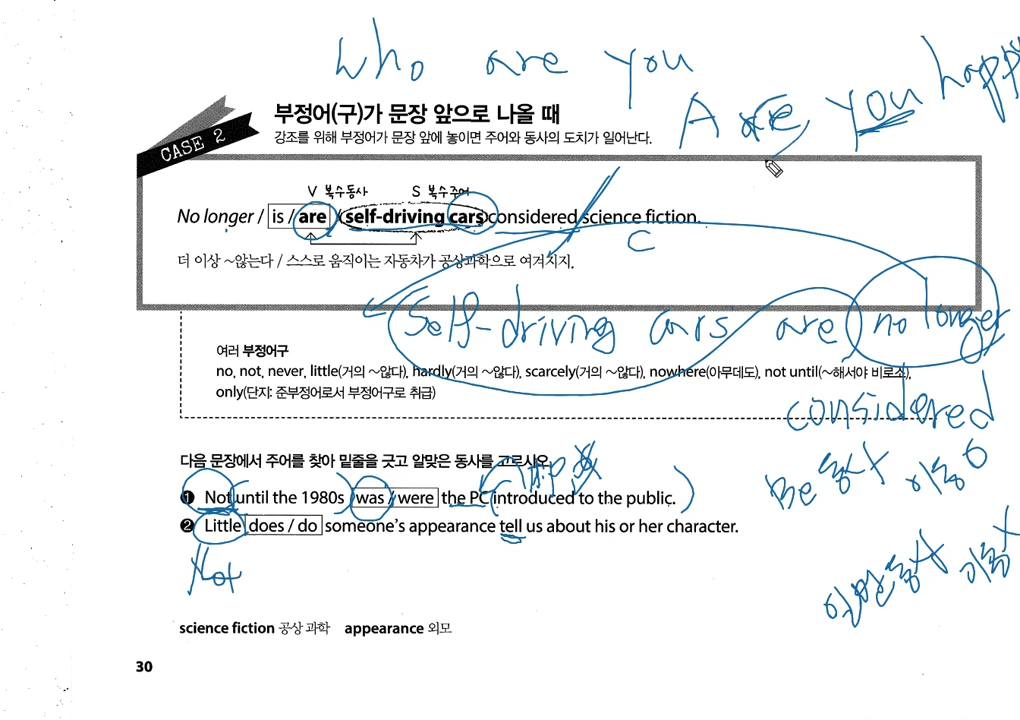 who are you
Are you happy
CASE 2
부정어(구)가 문장 앞으로 나올 때
강조를 위해 부정어가 문장 앞에 놓이면 주어와 동사의 도치가 일어난다.
V 복수동사 S 복수주어
No longer / is / are / self-driving cars considered science fiction.
C
더 이상 ~않는다 / 스스로 움직이는 자동차가 공상과학으로 여겨지지.
Self-driving cars are no longer
considered
여러 부정어구
no, not, never, little(거의 ~않다), hardly(거의 ~않다), scarcely(거의 ~않다), nowhere(아무데도), not until(~해서야 비로소),
only(단지: 준부정어로서 부정어구로 취급)
다음 문장에서 주어를 찾아 밑줄을 긋고 알맞은 동사를 고르시오.
❶ Not until the 1980s was / were the PC introduced to the public.
❷ Little does / do someone's appearance tell us about his or her character.
Not
Be동사 이동 O
일반동사 이동 X
science fiction 공상 과학 appearance 외모
30